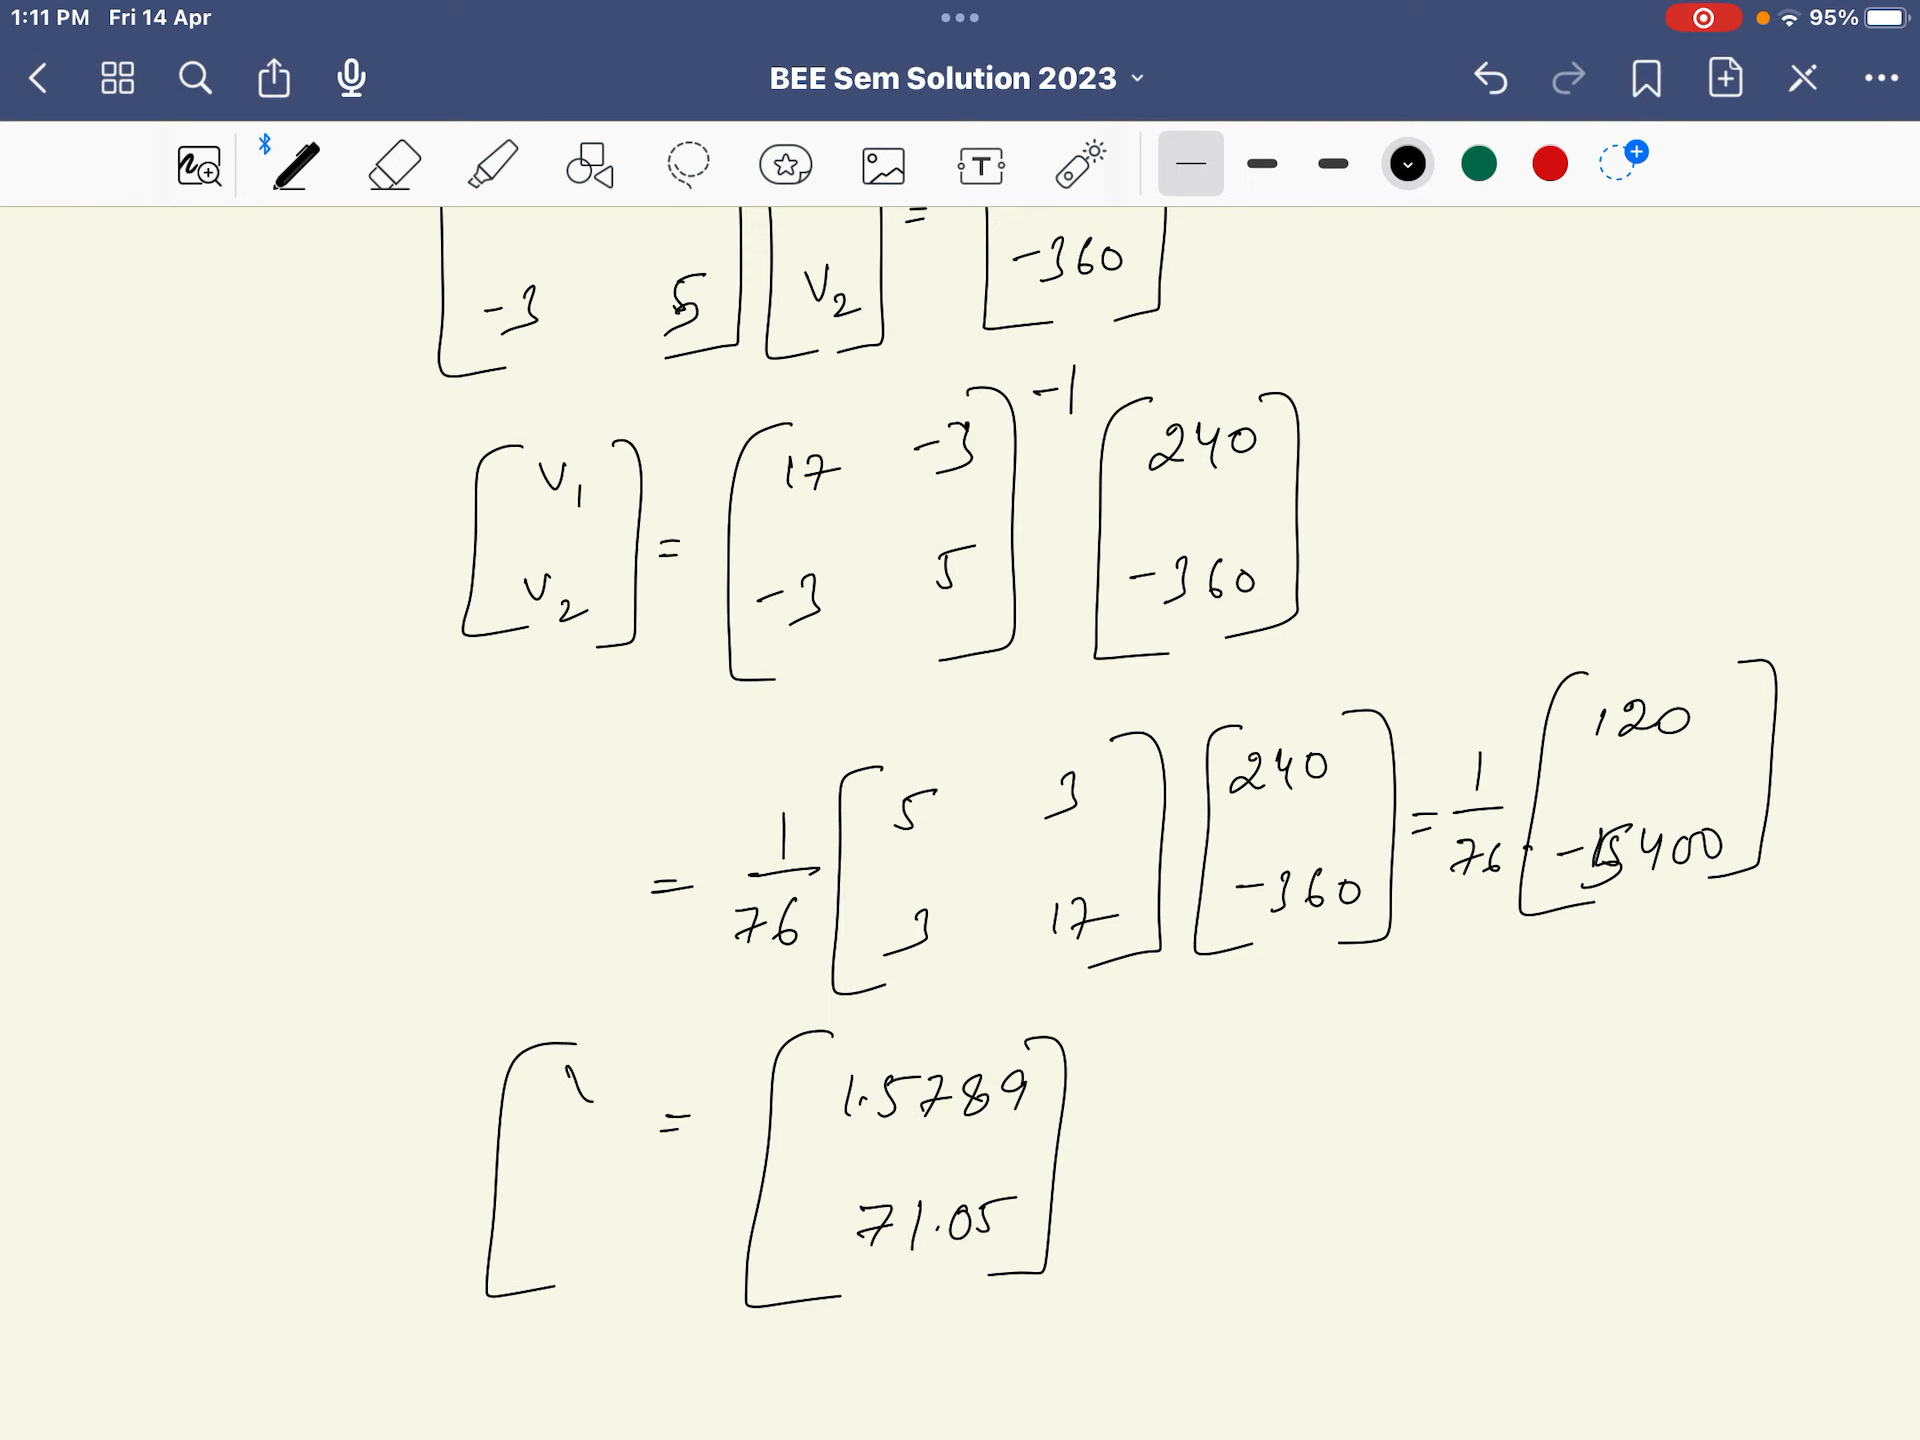 1:11 PM Fri 14 Apr 95%
BEE Sem Solution 2023
T
=
-3 5 V2 -360
V1 = 17 -3 -1 240
V2 -3 5 -360
= 1/76 5 3 240 = 1/76 120
3 17 -360 -5400
= 1.5789
71.05